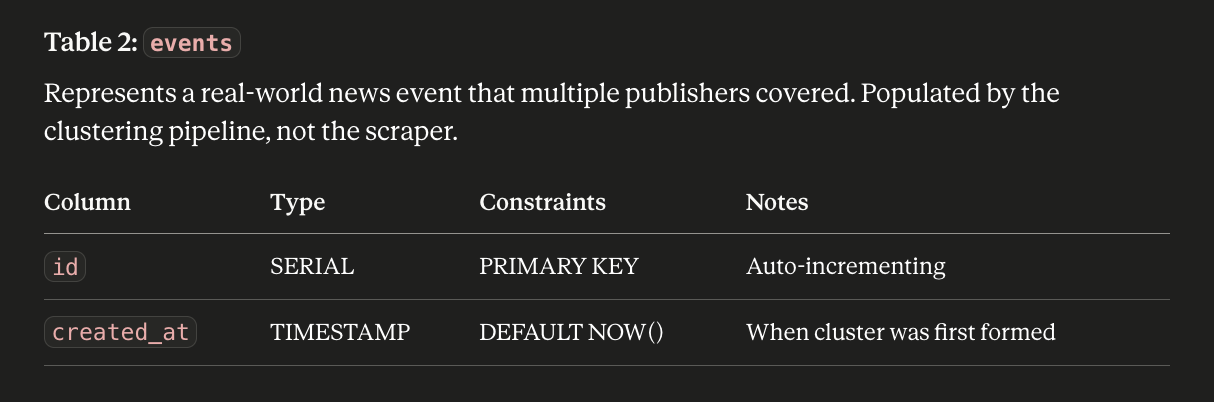 Table 2: events
Represents a real-world news event that multiple publishers covered. Populated by the
clustering pipeline, not the scraper.
Column Type Constraints Notes
id SERIAL PRIMARY KEY Auto-incrementing
created_at TIMESTAMP DEFAULT NOW() When cluster was first formed